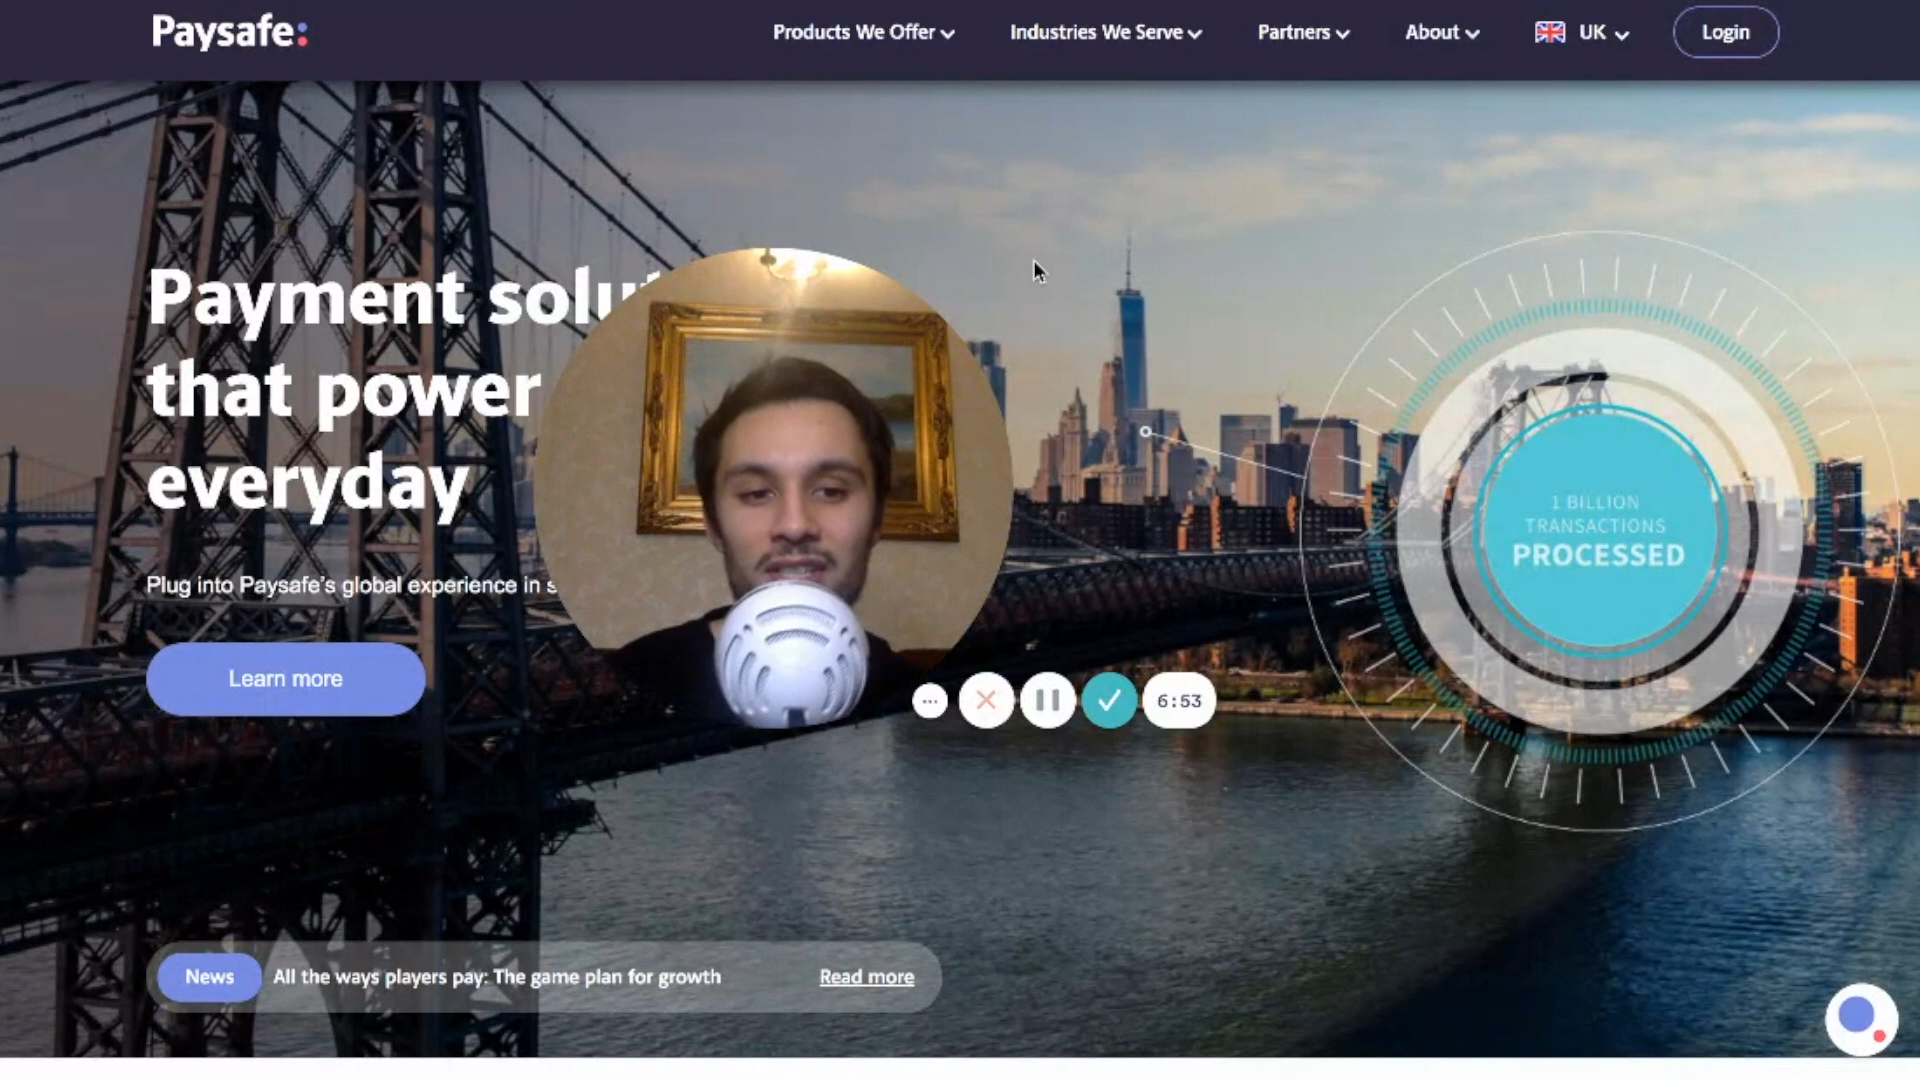 Paysafe:
Products We Offer
Industries We Serve
Partners
About
UK
Login
Payment solu
that power
everyday
Plug into Paysafe's global experience in s
Learn more
1 BILLION
TRANSACTIONS
PROCESSED
6:53
News
All the ways players pay: The game plan for growth
Read more